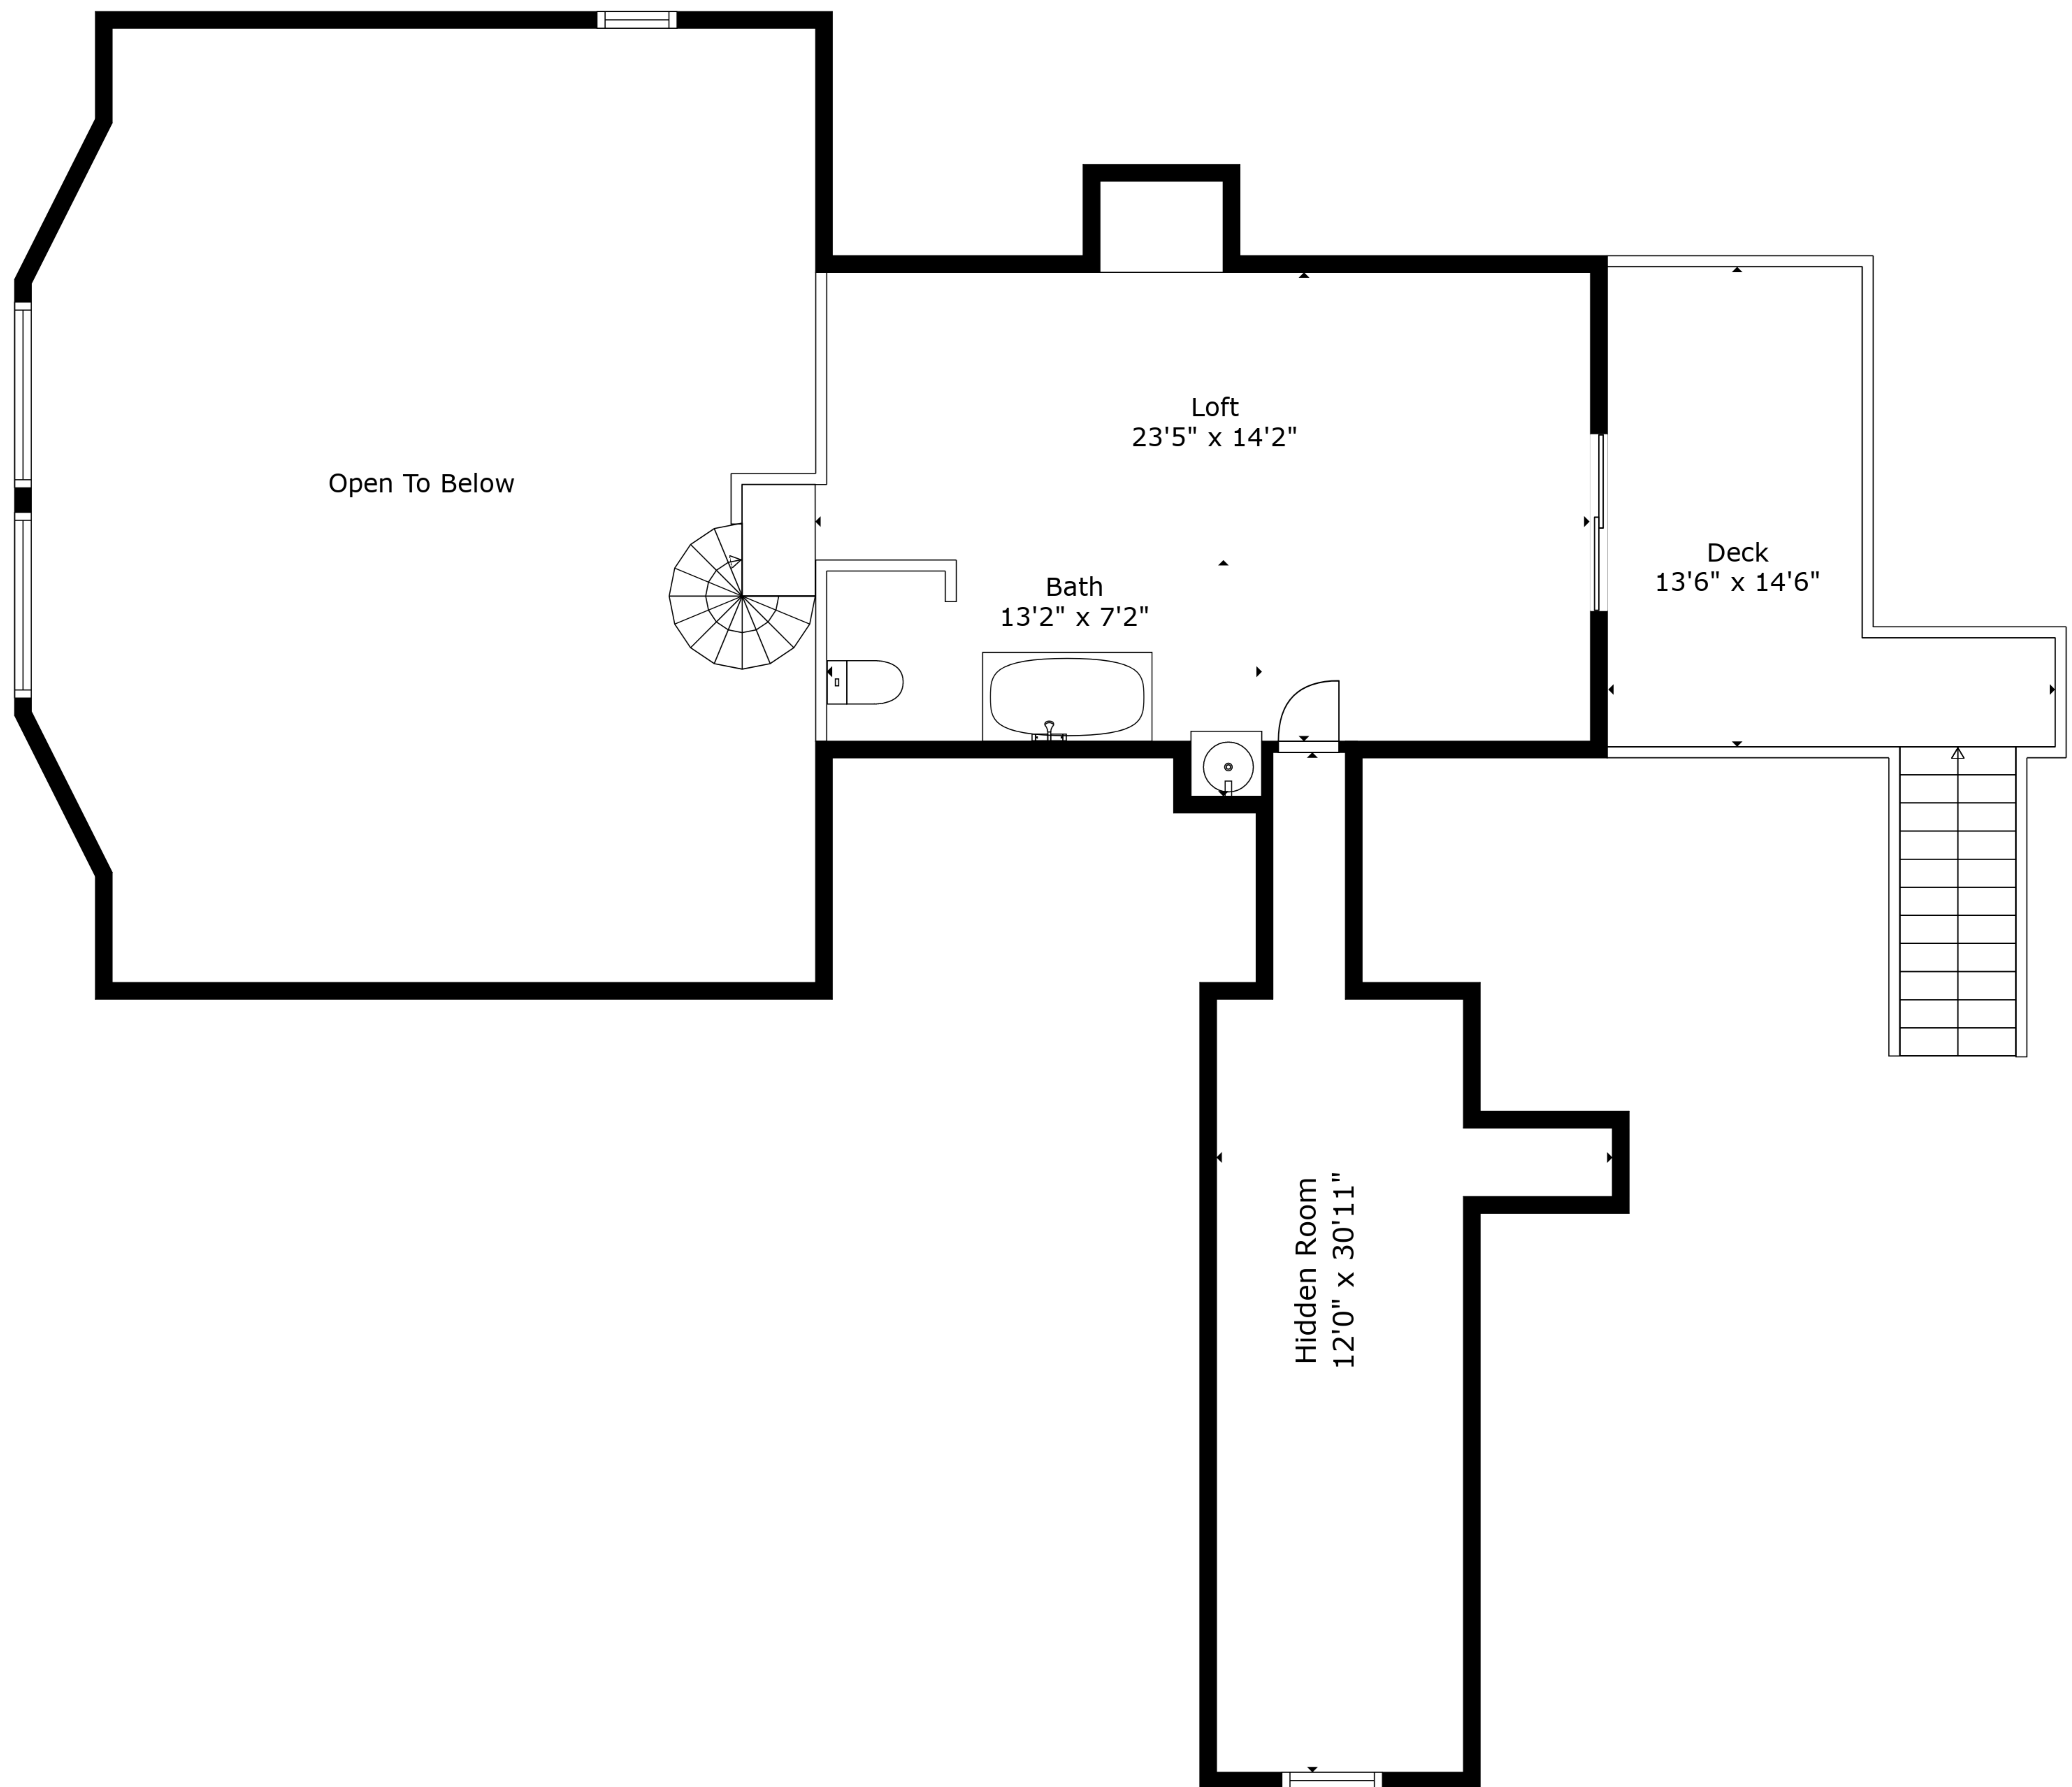 Loft
23'5" x 14'2"
Open To Below
Deck
13'6" x 14'6"
Bath
13'2" x 7'2"
Hidden Room
12'0" x 30'11"